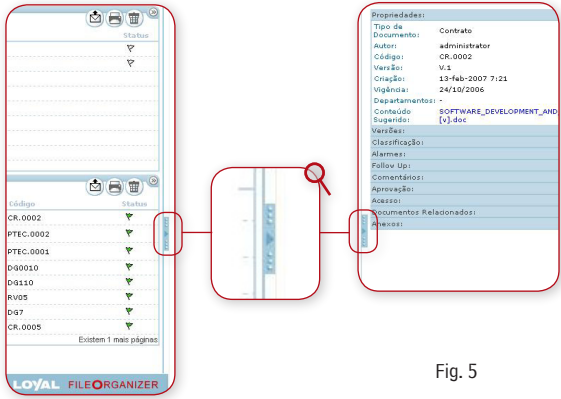 Status
Código Status
CR.0002
PTEC.0002
PTEC.0001
DG0010
DG110
RV05
DG7
CR.0005
Existem 1 mais páginas
LOYAL FILEORGANIZER
Propriedades:
Tipo de Documento: Contrato
Autor: administrator
Código: CR.0002
Versão: V.1
Criação: 13-feb-2007 7:21
Vigência: 24/10/2006
Departamentos: -
Conteúdo SOFTWARE_DEVELOPMENT_AND
Sugerido: [v].doc
Versões:
Classificação:
Alarmes:
Follow Up:
Comentários:
Aprovação:
Acesso:
Documentos Relacionados:
Anexos:
Fig. 5